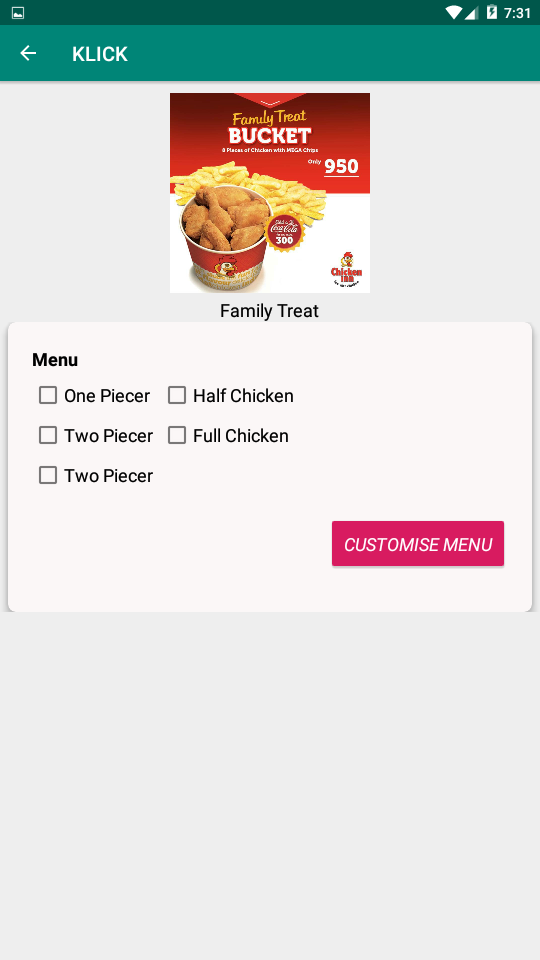 7:31
KLICK
Family Treat
BUCKET
8 Pieces of Chicken with MEGA Chips
Only 950
Coca-Cola
300
Chicken
Inn
Family Treat
Menu
One Piecer Half Chicken
Two Piecer Full Chicken
Two Piecer
CUSTOMISE MENU